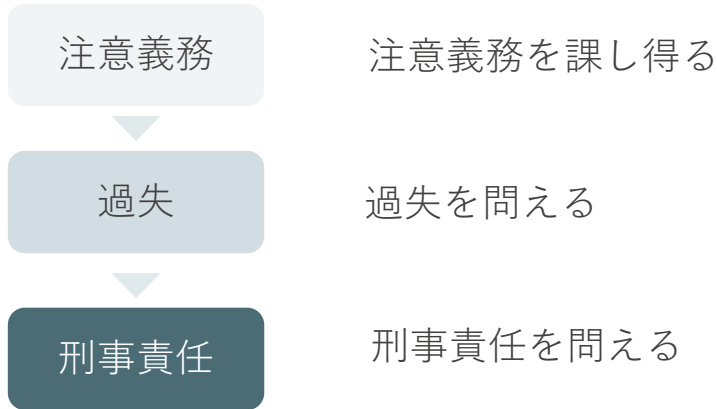 注意義務
注意義務を課し得る
過失
過失を問える
刑事責任
刑事責任を問える